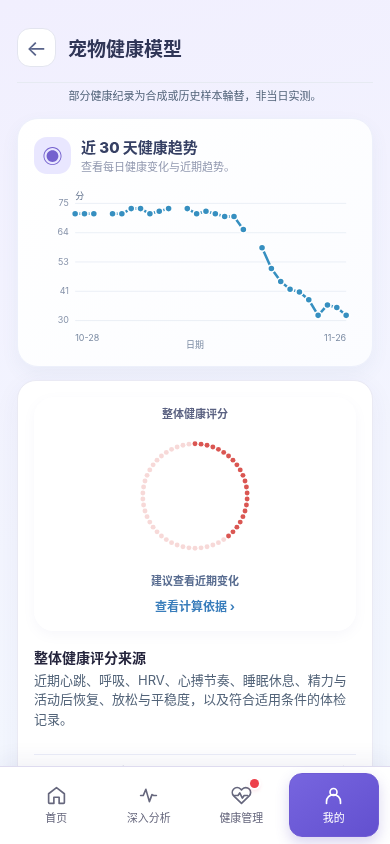 宠物健康模型
部分健康纪录为合成或历史样本輪替，非当日实测。
近 30 天健康趋势
查看每日健康变化与近期趋势。
分
75
64
53
41
30
10-28
11-26
日期
整体健康评分
建议查看近期变化
查看计算依据 ›
整体健康评分来源
近期心跳、呼吸、HRV、心搏节奏、睡眠休息、精力与
活动后恢复、放松与平稳度，以及符合适用条件的体检
记录。
首页
深入分析
健康管理
我的